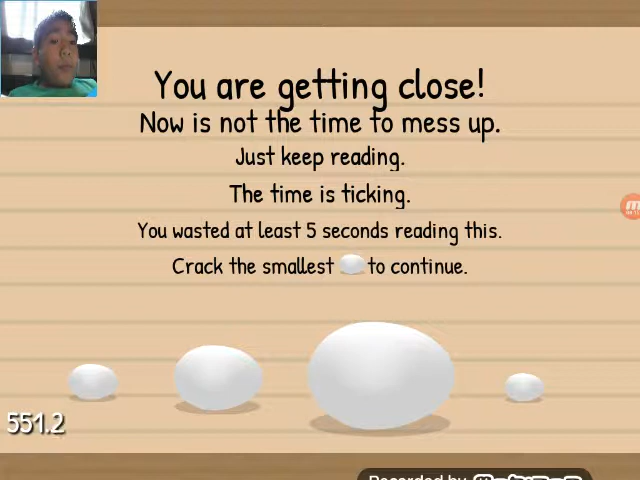 You are getting close!
Now is not the time to mess up.
Just keep reading.
The time is ticking.
You wasted at least 5 seconds reading this.
Crack the smallest to continue.
551.2
Recorded by